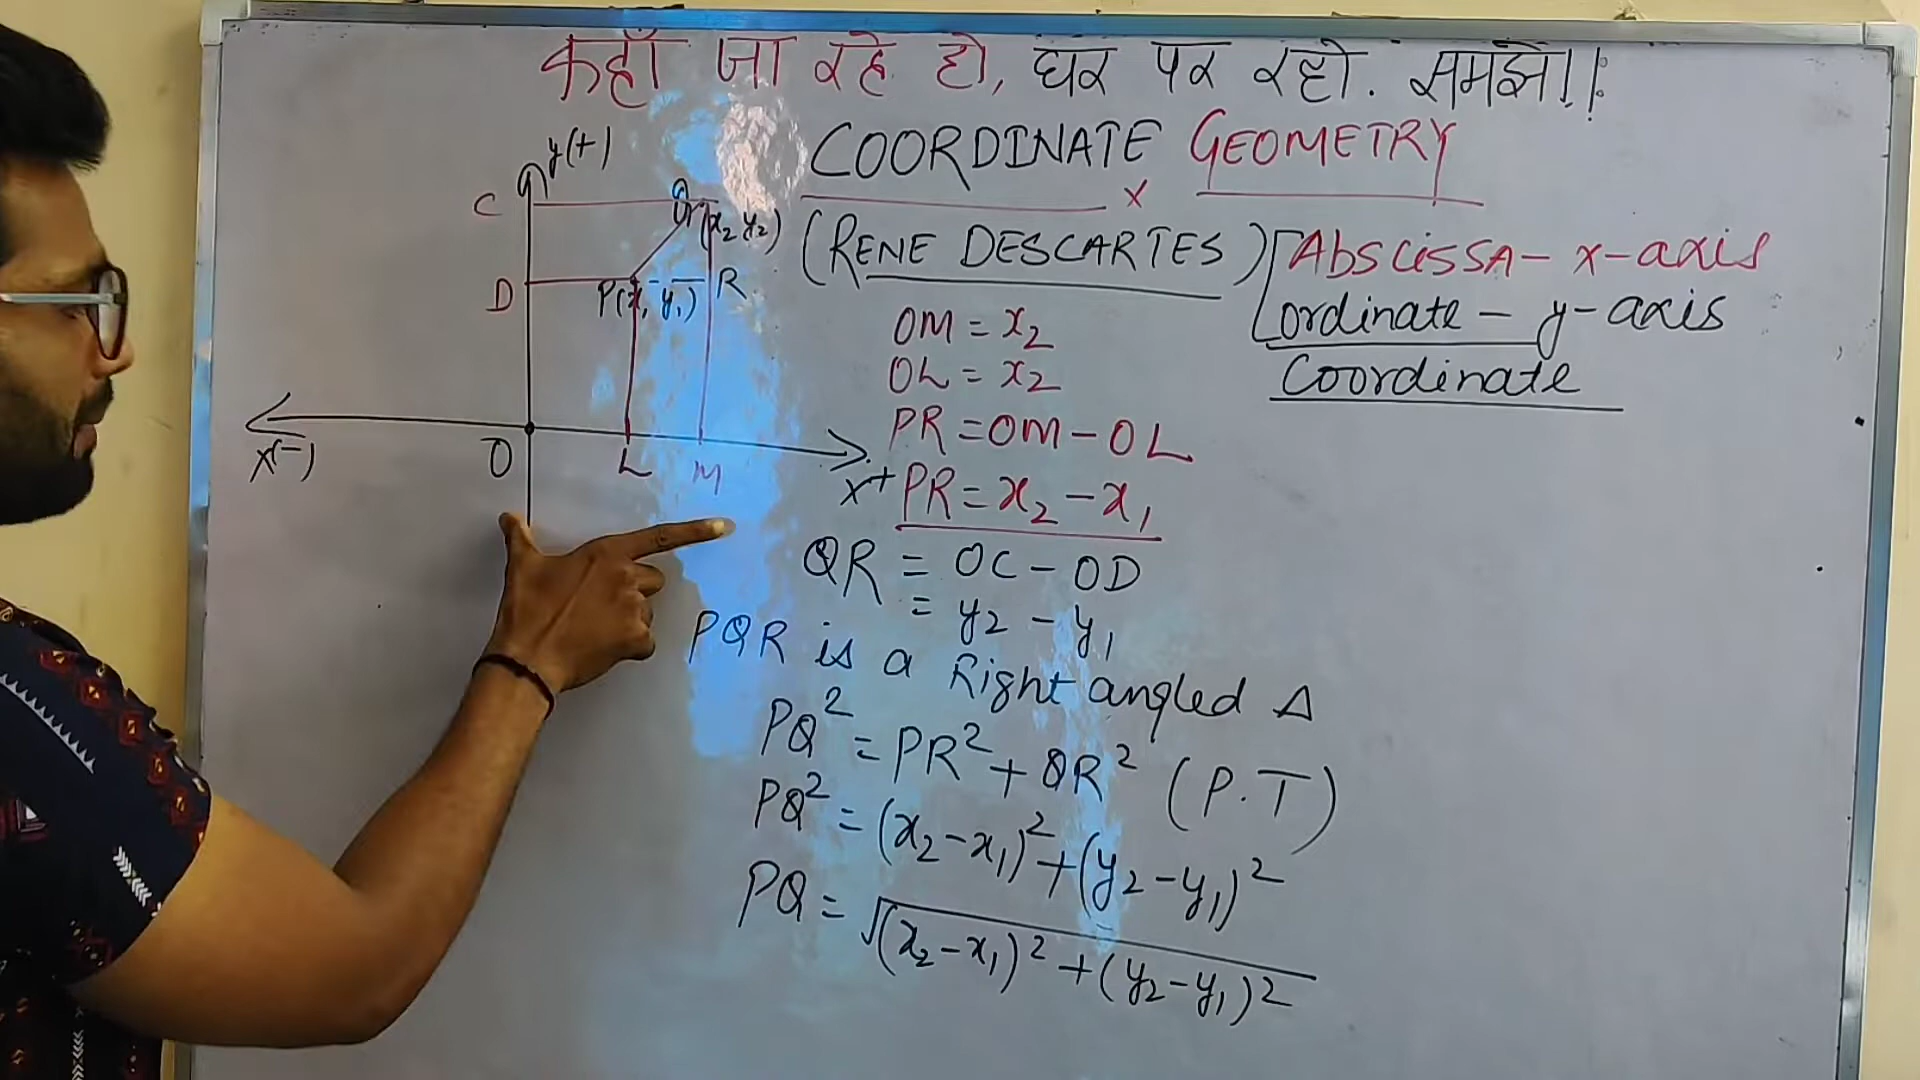 कहाँ जा रहे हो, घर पर रहो. समझे।!
COORDINATE GEOMETRY
x
(RENE DESCARTES)
Abscissa - x-axis
ordinate - y-axis
Coordinate
y(+)
C
Q(x₂ y₂)
D
P(x, y₁)
R
x(-)
O
L
M
x+
OM = x₂
OL = x₂
PR = OM - OL
PR = x₂ - x₁
QR = OC - OD
= y₂ - y₁
PQR is a Right angled Δ
PQ² = PR² + QR² (P.T)
PQ² = (x₂-x₁)² + (y₂-y₁)²
PQ = √(x₂-x₁)² + (y₂-y₁)²